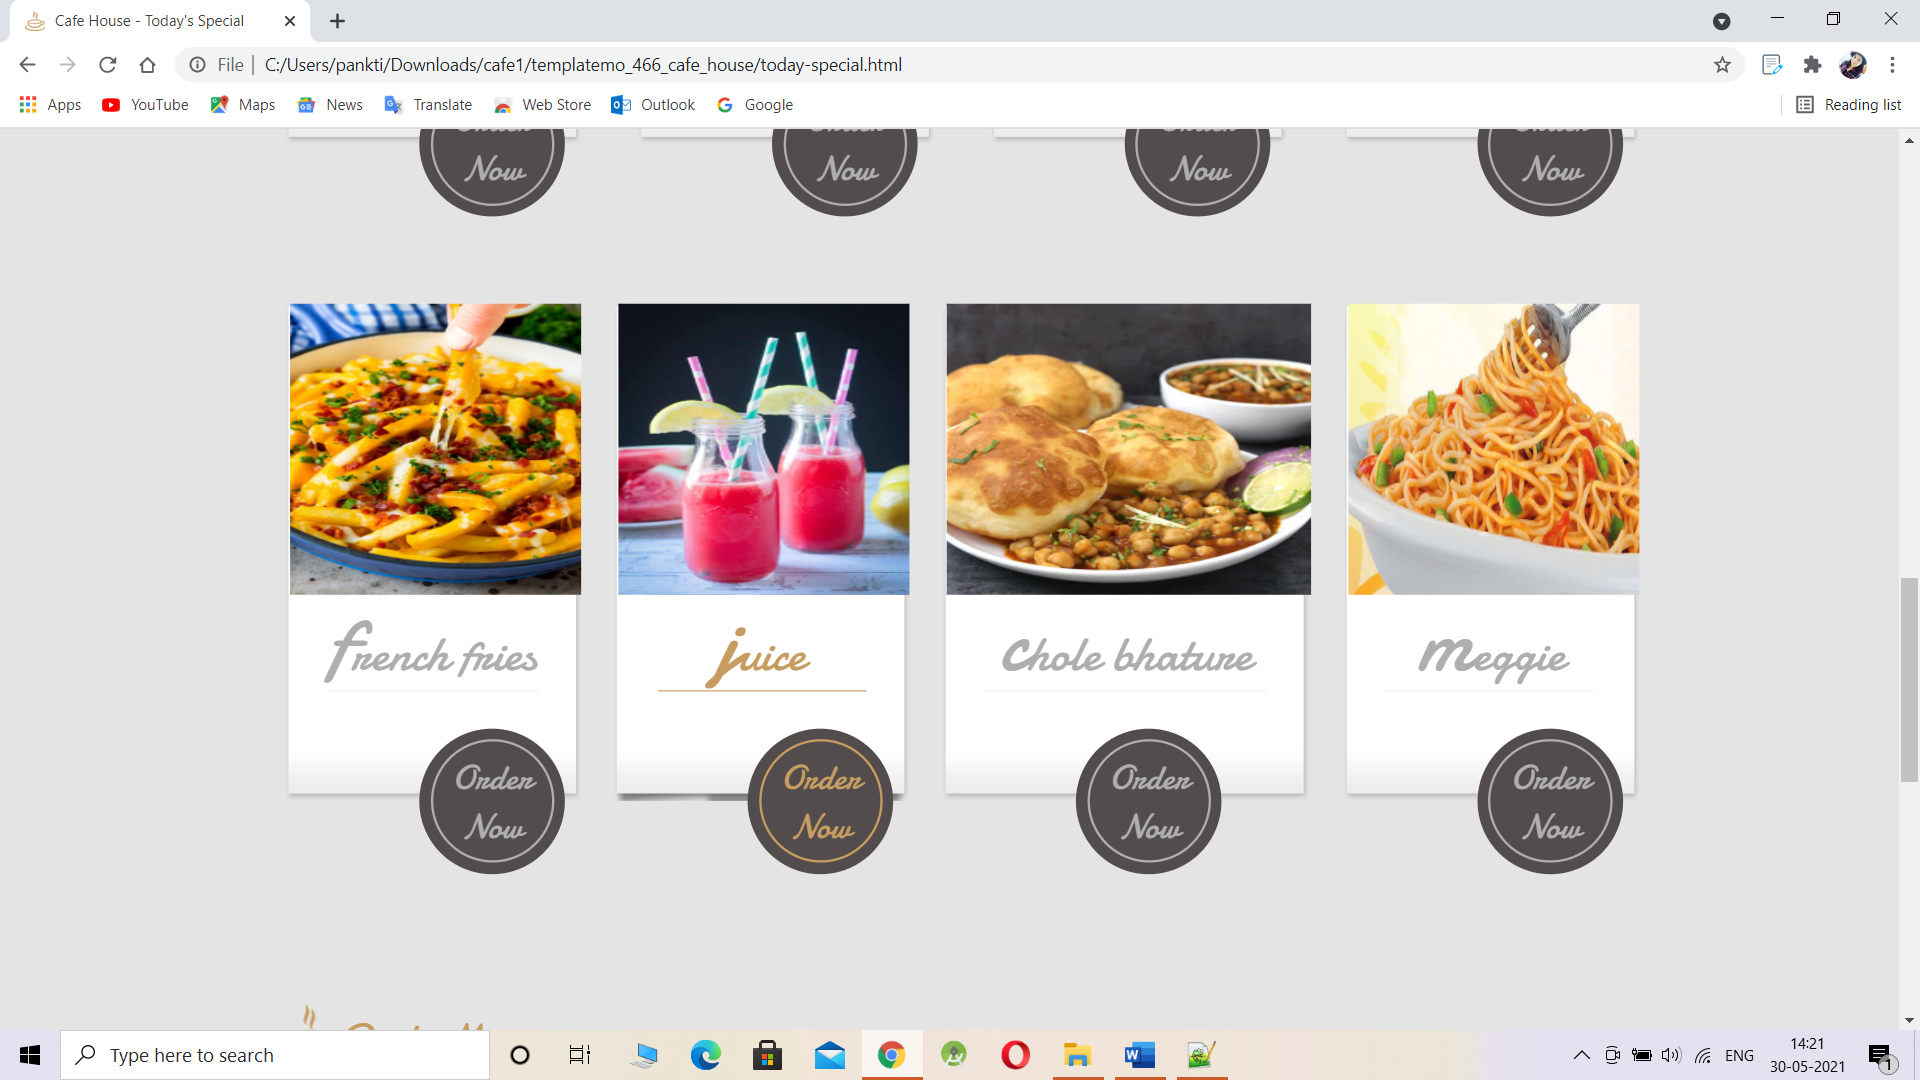 Cafe House - Today's Special
File | C:/Users/pankti/Downloads/cafe1/templatemo_466_cafe_house/today-special.html
Apps YouTube Maps News Translate Web Store Outlook Google Reading list
Now Now Now Now
French fries juice Chole bhature Meggie
Order Order Order Order
Now Now Now Now
Type here to search
ENG
14:21
30-05-2021
1